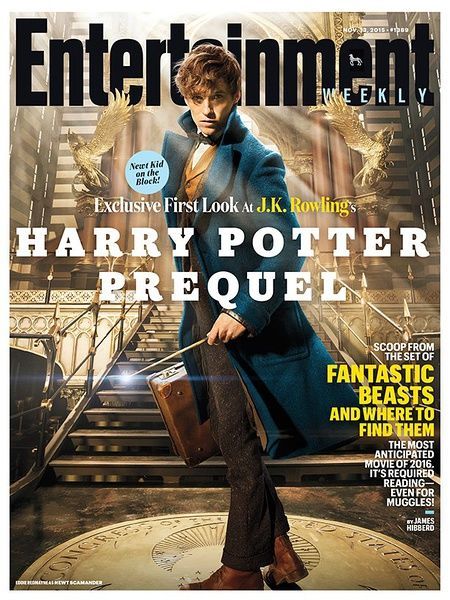 NOV. 13, 2015 • #1389
Entertainment
WEEKLY
Newt Kid
on the
Block!
Exclusive First Look At J.K. Rowling's
HARRY POTTER
PREQUEL
SCOOP FROM
THE SET OF
FANTASTIC
BEASTS
AND WHERE TO
FIND THEM
THE MOST
ANTICIPATED
MOVIE OF 2016.
IT'S REQUIRED
READING—
EVEN FOR
MUGGLES!
BY JAMES
HIBBERD
EDDIE REDMAYNE AS NEWT SCAMANDER